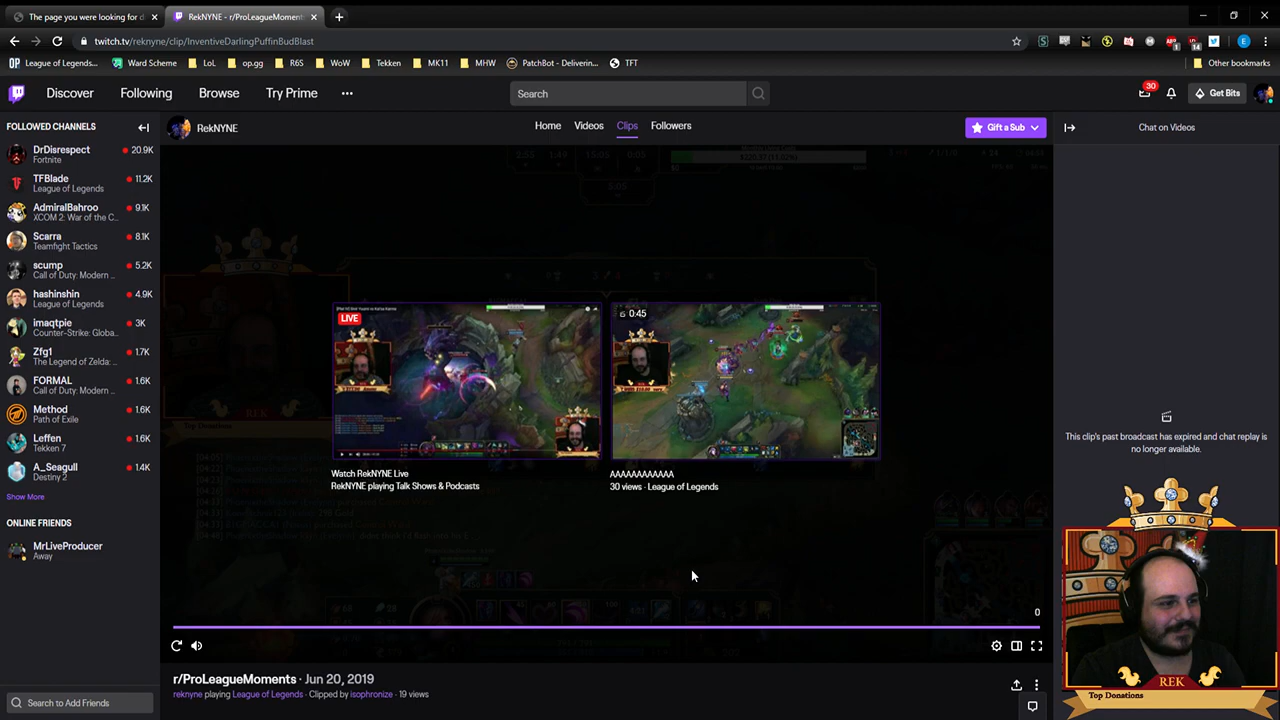 The page you were looking for d
RekNYNE - r/ProLeagueMoments
twitch.tv/reknyne/clip/InventiveDarlingPuffinBudBlast
League of Legends...
Ward Scheme
LoL
op.gg
R6S
WoW
Tekken
MK11
MHW
PatchBot - Deliverin...
TFT
Other bookmarks
Discover
Following
Browse
Try Prime
Search
30
Get Bits
FOLLOWED CHANNELS
RekNYNE
Home
Videos
Clips
Followers
Gift a Sub
Chat on Videos
DrDisrespect
20.9K
Fortnite
TFBlade
11.2K
League of Legends
AdmiralBahroo
9.1K
XCOM 2: War of the C...
Scarra
8.1K
Teamfight Tactics
scump
5.2K
Call of Duty: Modern ...
hashinshin
4.9K
League of Legends
imaqtpie
3K
Counter-Strike: Globa...
Zfg1
1.7K
The Legend of Zelda: ...
FORMAL
1.6K
Call of Duty: Modern ...
Method
1.6K
Path of Exile
Leffen
1.6K
Tekken 7
A_Seagull
1.4K
Destiny 2
Show More
ONLINE FRIENDS
MrLiveProducer
Away
Search to Add Friends
LIVE
0:45
Watch RekNYNE Live
RekNYNE playing Talk Shows & Podcasts
AAAAAAAAAAAA
30 views · League of Legends
This clip's past broadcast has expired and chat replay is
no longer available.
0
r/ProLeagueMoments · Jun 20, 2019
reknyne playing League of Legends · Clipped by isophronize · 19 views
REK
Top Donations